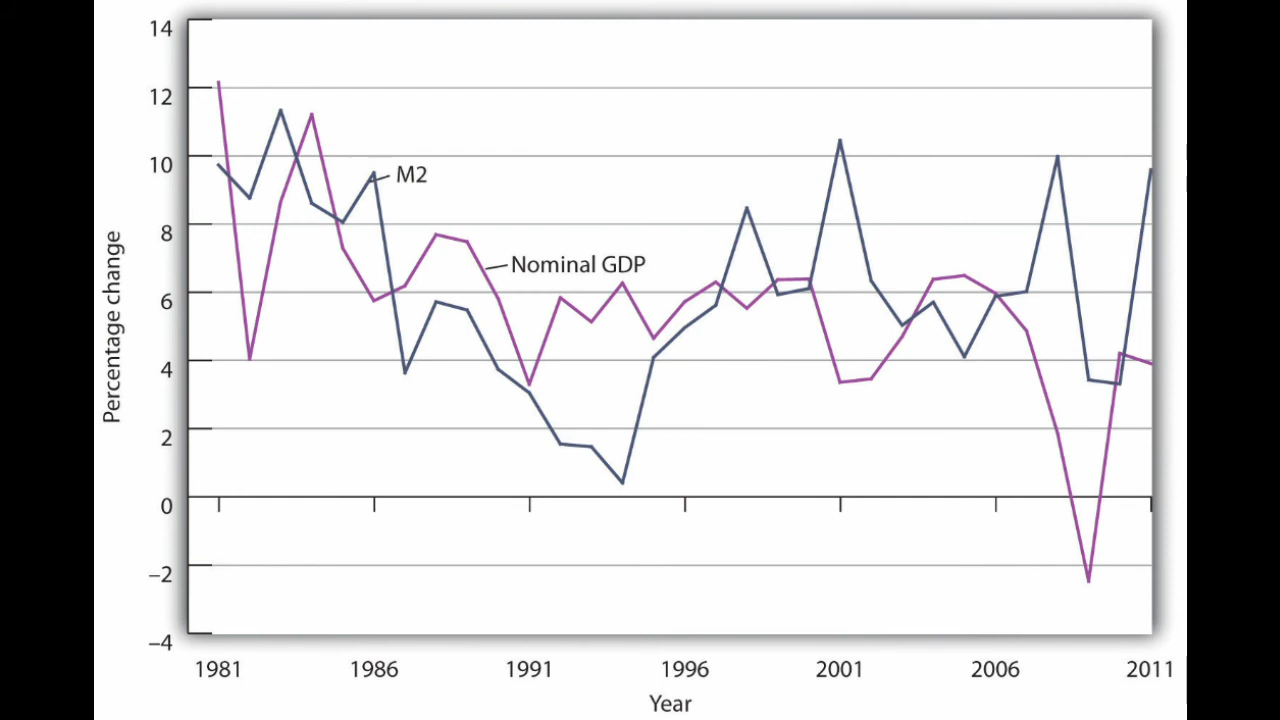 14
12
10
8
6
4
2
0
–2
–4
Percentage change
M2
Nominal GDP
1981 1986 1991 1996 2001 2006 2011
Year